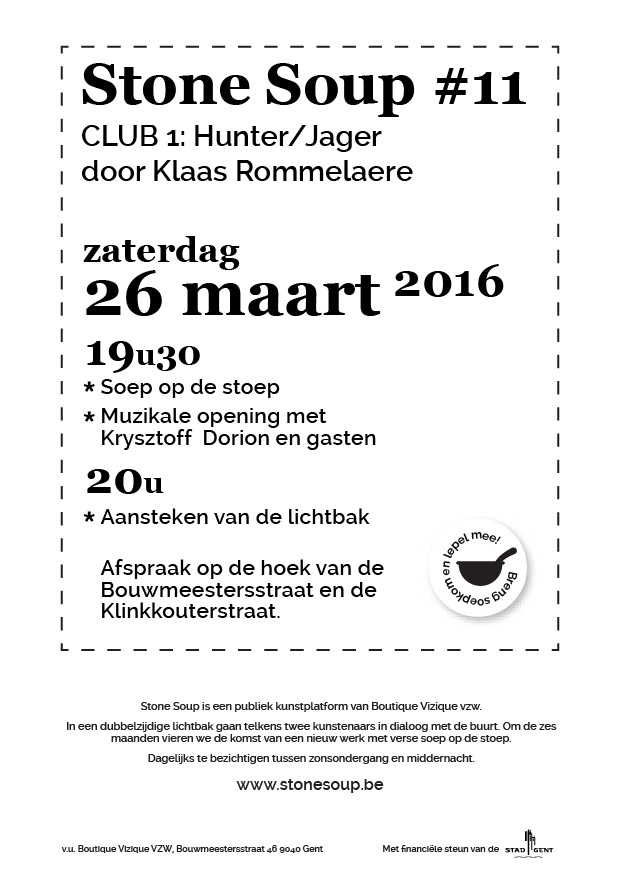 Stone Soup #11
CLUB 1: Hunter/Jager
door Klaas Rommelaere
zaterdag
26 maart 2016
19u30
* Soep op de stoep
* Muzikale opening met
Krysztoff Dorion en gasten
20u
* Aansteken van de lichtbak
Afspraak op de hoek van de
Bouwmeestersstraat en de
Klinkkouterstraat.
Breng soepkom en lepel mee!
Stone Soup is een publiek kunstplatform van Boutique Vizique vzw.
In een dubbelzijdige lichtbak gaan telkens twee kunstenaars in dialoog met de buurt. Om de zes
maanden vieren we de komst van een nieuw werk met verse soep op de stoep.
Dagelijks te bezichtigen tussen zonsondergang en middernacht.
www.stonesoup.be
v.u. Boutique Vizique VZW, Bouwmeestersstraat 46 9040 Gent
Met financiële steun van de STAD GENT